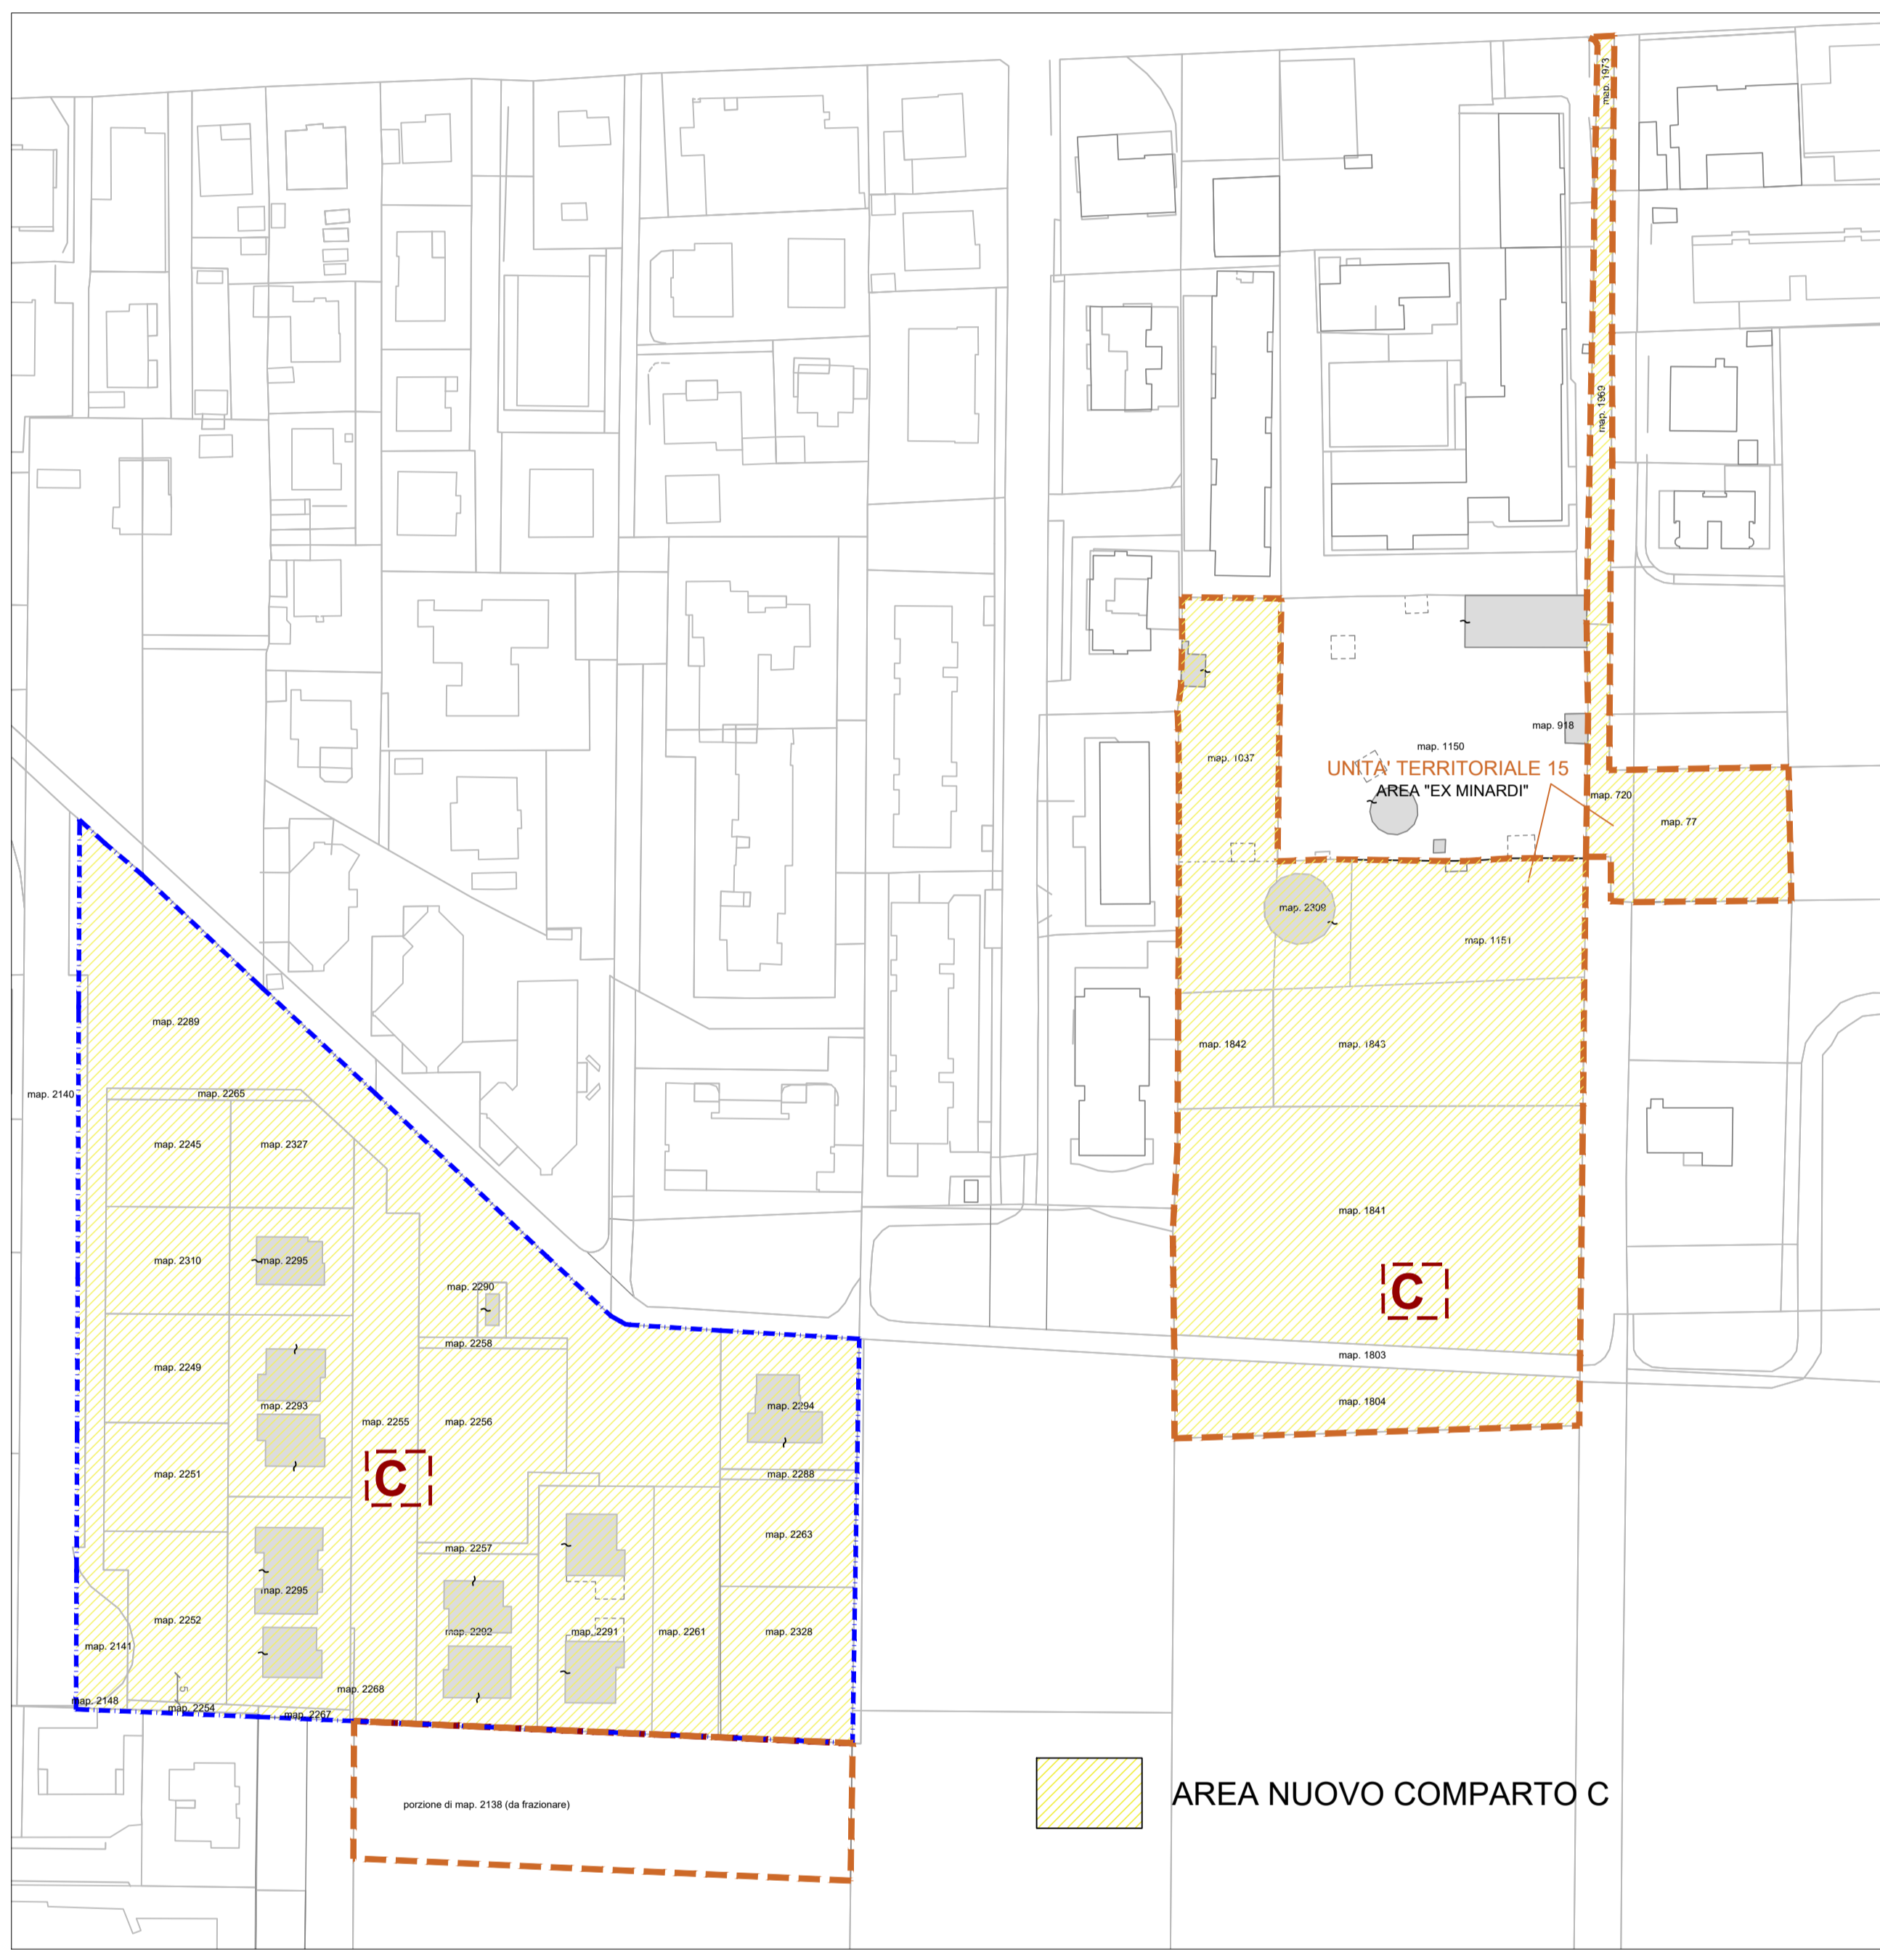 map. 1973
map. 1969
map. 1037
map. 918
map. 1150
UNITA' TERRITORIALE 15
AREA "EX MINARDI"
map. 720
map. 77
map. 2309
map. 1151
map. 1842
map. 1843
map. 1841
C
map. 1803
map. 1804
map. 2289
map. 2140
map. 2265
map. 2245
map. 2327
map. 2310
map. 2295
map. 2290
map. 2258
map. 2249
map. 2293
map. 2255
map. 2256
map. 2294
map. 2251
C
map. 2288
map. 2263
map. 2257
map. 2295
map. 2252
map. 2292
map. 2291
map. 2261
map. 2328
map. 2141
5
map. 2268
map. 2148
map. 2254
map. 2267
porzione di map. 2138 (da frazionare)
AREA NUOVO COMPARTO C